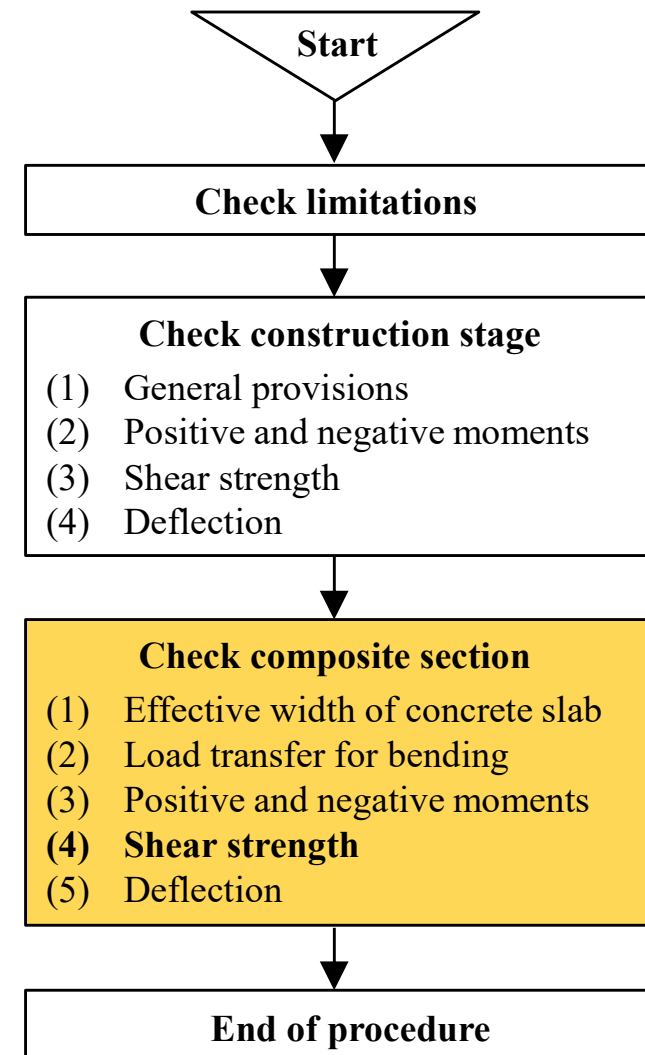 Start
Check limitations
Check construction stage
(1) General provisions
(2) Positive and negative moments
(3) Shear strength
(4) Deflection
Check composite section
(1) Effective width of concrete slab
(2) Load transfer for bending
(3) Positive and negative moments
(4) Shear strength
(5) Deflection
End of procedure